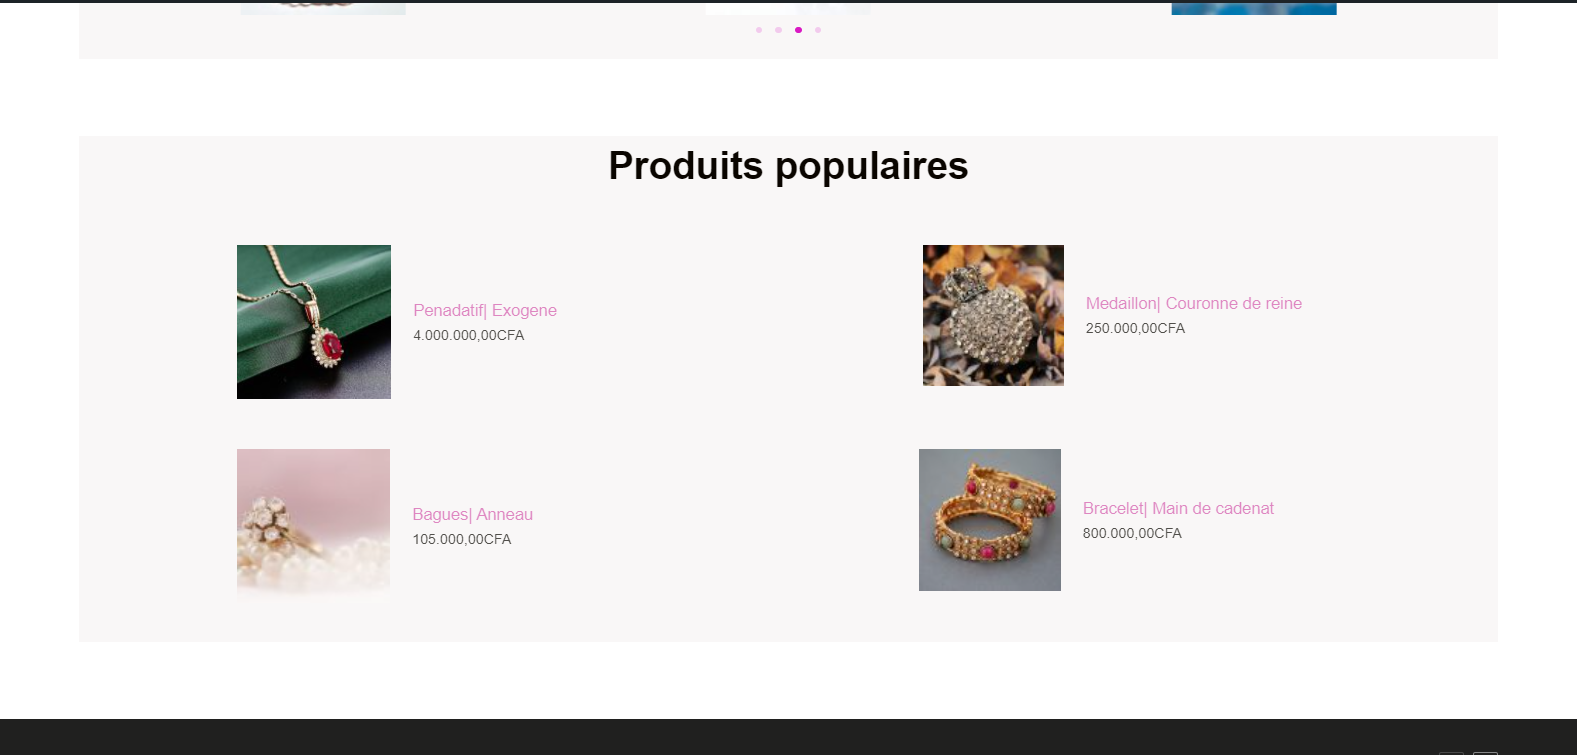 Produits populaires
Penadatif| Exogene
4.000.000,00CFA
Medaillon| Couronne de reine
250.000,00CFA
Bagues| Anneau
105.000,00CFA
Bracelet| Main de cadenat
800.000,00CFA